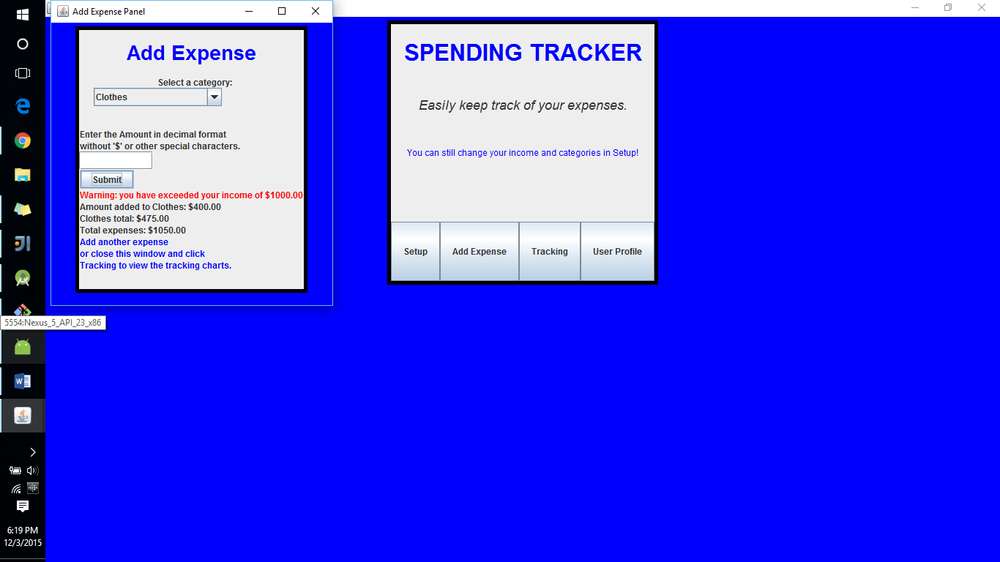 Add Expense Panel
Add Expense
Select a category:
Clothes
Enter the Amount in decimal format
without '$' or other special characters.
Submit
Warning: you have exceeded your income of $1000.00
Amount added to Clothes: $400.00
Clothes total: $475.00
Total expenses: $1050.00
Add another expense
or close this window and click
Tracking to view the tracking charts.
SPENDING TRACKER
Easily keep track of your expenses.
You can still change your income and categories in Setup!
Setup
Add Expense
Tracking
User Profile
5554:Nexus_5_API_23_x86
6:19 PM
12/3/2015